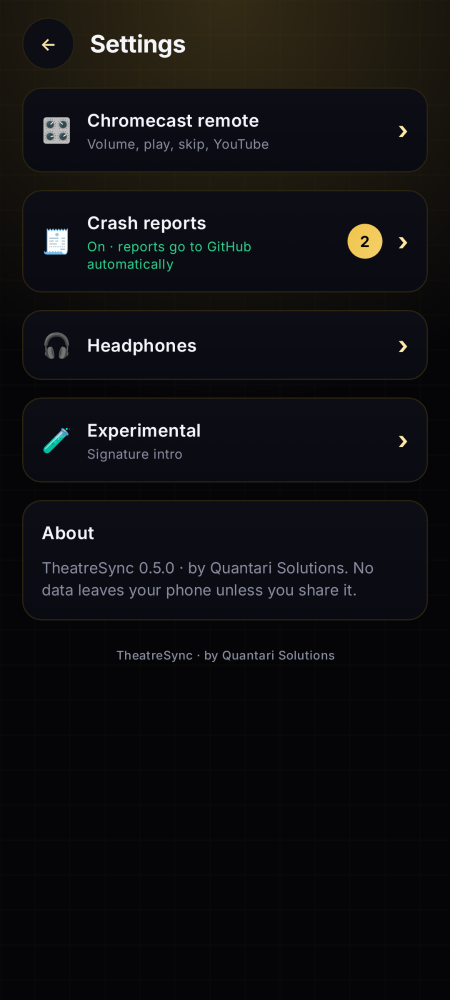 ←
Settings
Chromecast remote
Volume, play, skip, YouTube
›
Crash reports
On · reports go to GitHub
automatically
2
›
Headphones
›
Experimental
Signature intro
›
About
TheatreSync 0.5.0 · by Quantari Solutions. No
data leaves your phone unless you share it.
TheatreSync · by Quantari Solutions